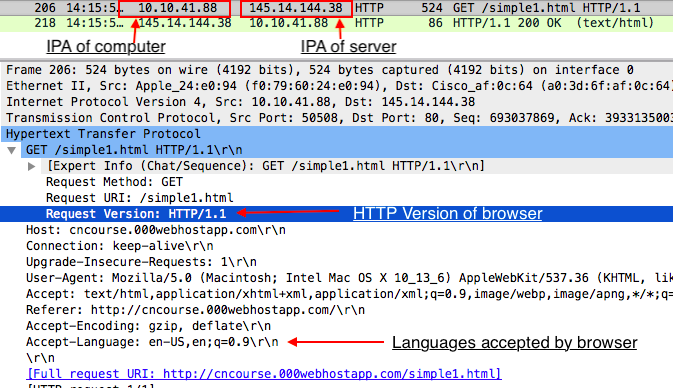 206 14:15:5… 10.10.41.88 145.14.144.38 HTTP 524 GET /simple1.html HTTP/1.1
218 14:15:5… 145.14.144.38 10.10.41.88 HTTP 86 HTTP/1.1 200 OK (text/html)
IPA of computer IPA of server
Frame 206: 524 bytes on wire (4192 bits), 524 bytes captured (4192 bits) on interface 0
Ethernet II, Src: Apple_24:e0:94 (f0:79:60:24:e0:94), Dst: Cisco_af:0c:64 (a0:3d:6f:af:0c:64)
Internet Protocol Version 4, Src: 10.10.41.88, Dst: 145.14.144.38
Transmission Control Protocol, Src Port: 50508, Dst Port: 80, Seq: 693037869, Ack: 3933135003
Hypertext Transfer Protocol
GET /simple1.html HTTP/1.1\r\n
[Expert Info (Chat/Sequence): GET /simple1.html HTTP/1.1\r\n]
Request Method: GET
Request URI: /simple1.html
Request Version: HTTP/1.1 HTTP Version of browser
Host: cncourse.000webhostapp.com\r\n
Connection: keep-alive\r\n
Upgrade-Insecure-Requests: 1\r\n
User-Agent: Mozilla/5.0 (Macintosh; Intel Mac OS X 10_13_6) AppleWebKit/537.36 (KHTML, lik
Accept: text/html,application/xhtml+xml,application/xml;q=0.9,image/webp,image/apng,*/*;q=
Referer: http://cncourse.000webhostapp.com/\r\n
Accept-Encoding: gzip, deflate\r\n
Accept-Language: en-US,en;q=0.9\r\n Languages accepted by browser
\r\n
[Full request URI: http://cncourse.000webhostapp.com/simple1.html]
[HTTP request 1/1]